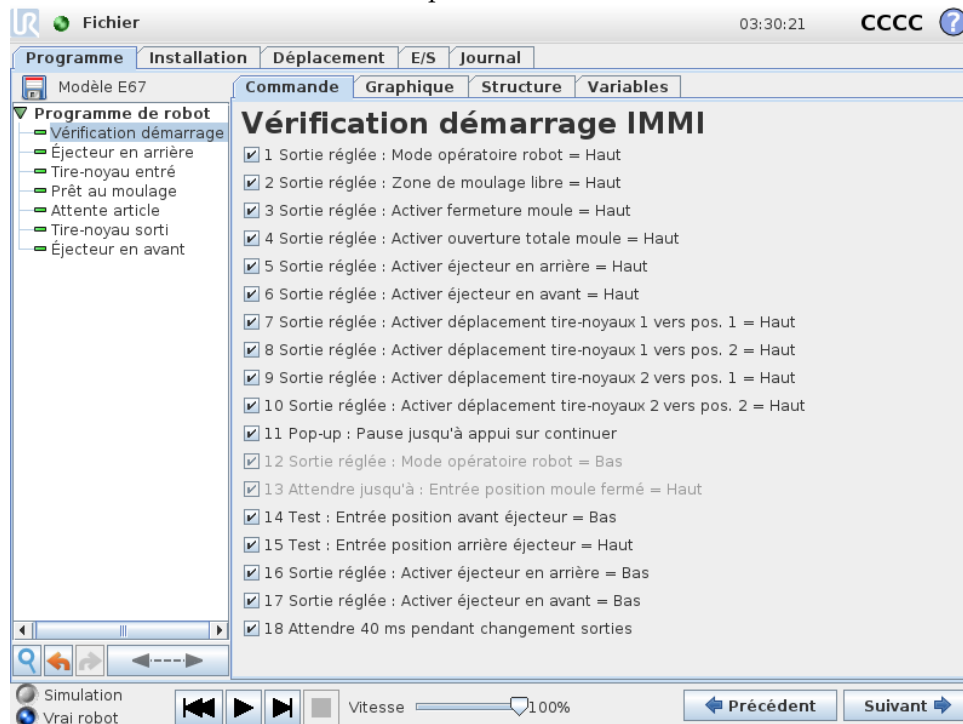 UR Fichier 03:30:21 CCCC ?
Programme Installation Déplacement E/S Journal
Modèle E67
Programme de robot
Vérification démarrage
Éjecteur en arrière
Tire-noyau entré
Prêt au moulage
Attente article
Tire-noyau sorti
Éjecteur en avant
Commande Graphique Structure Variables
Vérification démarrage IMMI
1 Sortie réglée : Mode opératoire robot = Haut
2 Sortie réglée : Zone de moulage libre = Haut
3 Sortie réglée : Activer fermeture moule = Haut
4 Sortie réglée : Activer ouverture totale moule = Haut
5 Sortie réglée : Activer éjecteur en arrière = Haut
6 Sortie réglée : Activer éjecteur en avant = Haut
7 Sortie réglée : Activer déplacement tire-noyaux 1 vers pos. 1 = Haut
8 Sortie réglée : Activer déplacement tire-noyaux 1 vers pos. 2 = Haut
9 Sortie réglée : Activer déplacement tire-noyaux 2 vers pos. 1 = Haut
10 Sortie réglée : Activer déplacement tire-noyaux 2 vers pos. 2 = Haut
11 Pop-up : Pause jusqu'à appui sur continuer
12 Sortie réglée : Mode opératoire robot = Bas
13 Attendre jusqu'à : Entrée position moule fermé = Haut
14 Test : Entrée position avant éjecteur = Bas
15 Test : Entrée position arrière éjecteur = Haut
16 Sortie réglée : Activer éjecteur en arrière = Bas
17 Sortie réglée : Activer éjecteur en avant = Bas
18 Attendre 40 ms pendant changement sorties
Simulation
Vrai robot
Vitesse 100%
Précédent Suivant